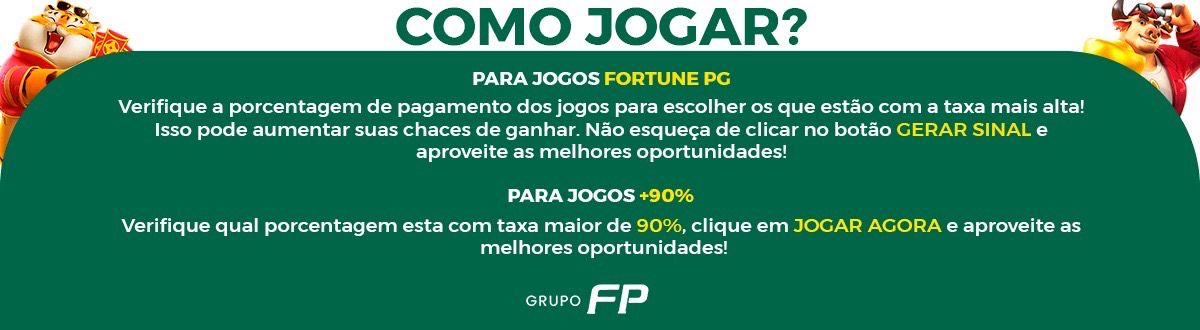 COMO JOGAR?
PARA JOGOS FORTUNE PG
Verifique a porcentagem de pagamento dos jogos para escolher os que estão com a taxa mais alta!
Isso pode aumentar suas chaces de ganhar. Não esqueça de clicar no botão GERAR SINAL e
aproveite as melhores oportunidades!
PARA JOGOS +90%
Verifique qual porcentagem esta com taxa maior de 90%, clique em JOGAR AGORA e aproveite as
melhores oportunidades!
GRUPO FP